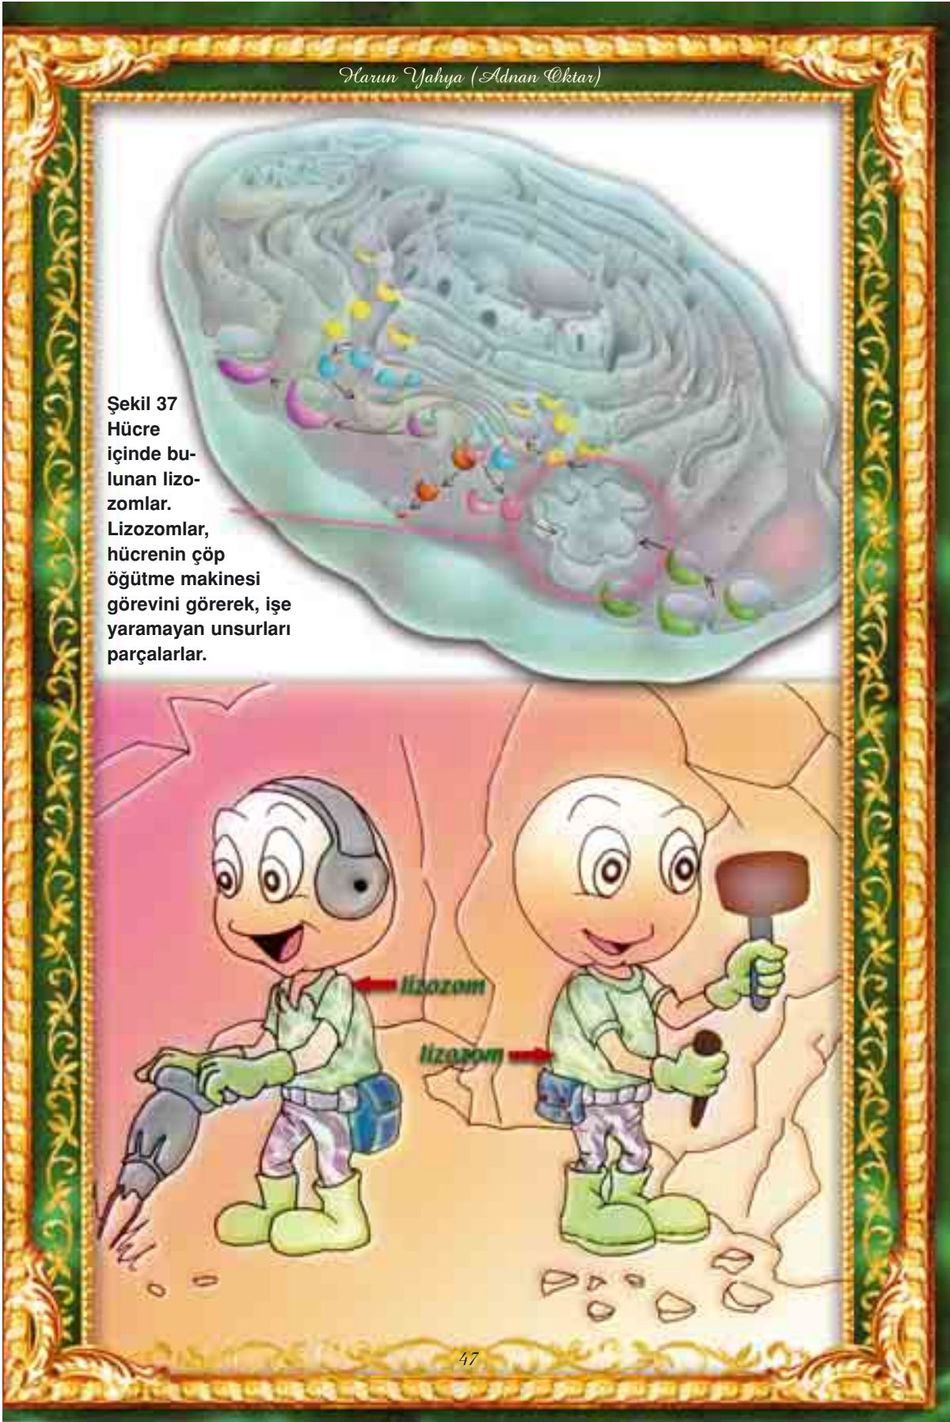 Harun Yahya (Adnan Oktar)
Şekil 37
Hücre
içinde bu-
lunan lizo-
zomlar.
Lizozomlar,
hücrenin çöp
öğütme makinesi
görevini görerek, işe
yaramayan unsurları
parçalarlar.
lizozom
lizozom
47